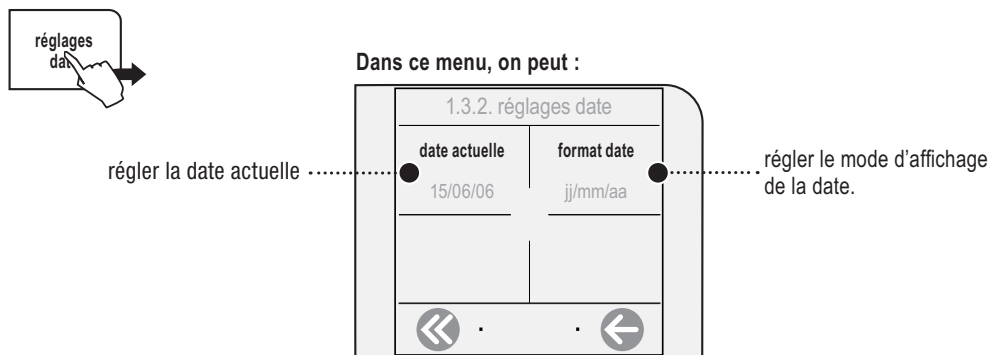 réglages
da
Dans ce menu, on peut :
1.3.2. réglages date
date actuelle
format date
régler la date actuelle
régler le mode d'affichage
de la date.
15/06/06
jj/mm/aa